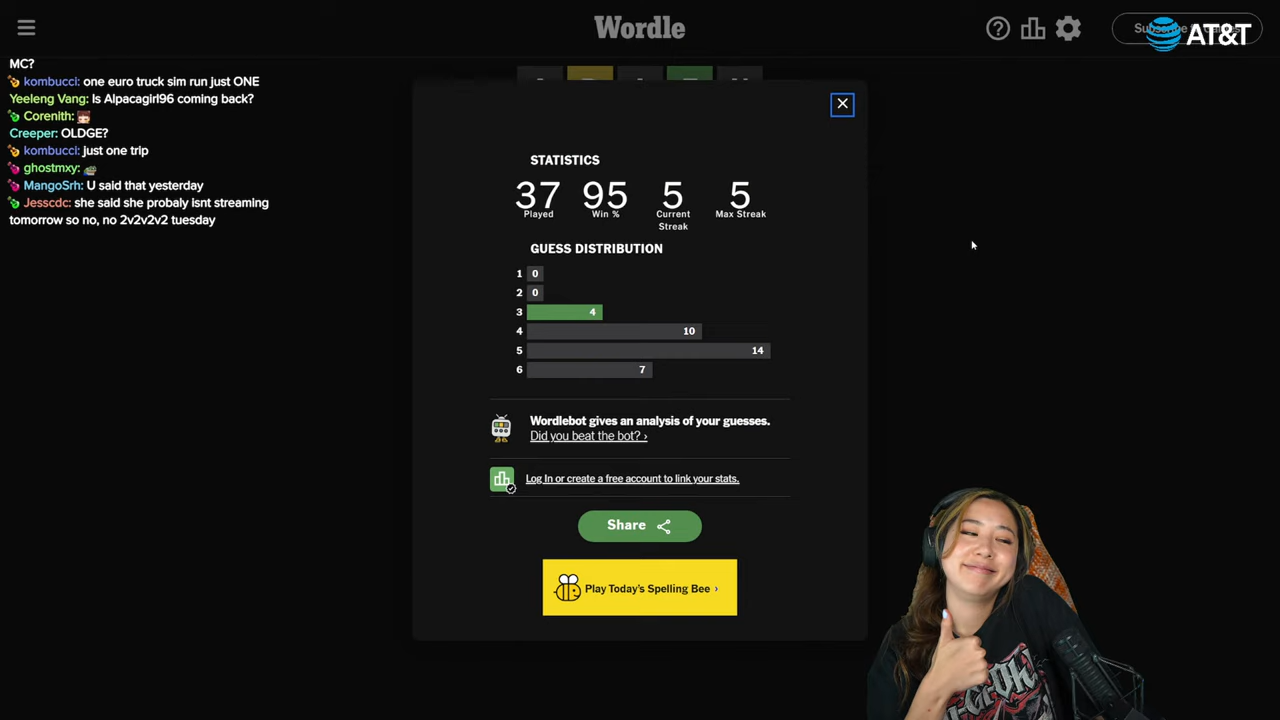 Wordle
AT&T
MC?
kombucci: one euro truck sim run just ONE
Yeeleng Vang: Is Alpacagirl96 coming back?
Corenith:
Creeper: OLDGE?
kombucci: just one trip
ghostmxy:
MangoSrh: U said that yesterday
Jesscdc: she said she probaly isnt streaming
tomorrow so no, no 2v2v2v2 tuesday
STATISTICS
37 95 5 5
Played Win % Current Streak Max Streak
GUESS DISTRIBUTION
1 0
2 0
3 4
4 10
5 14
6 7
Wordlebot gives an analysis of your guesses.
Did you beat the bot? ›
Log In or create a free account to link your stats.
Share
Play Today's Spelling Bee ›